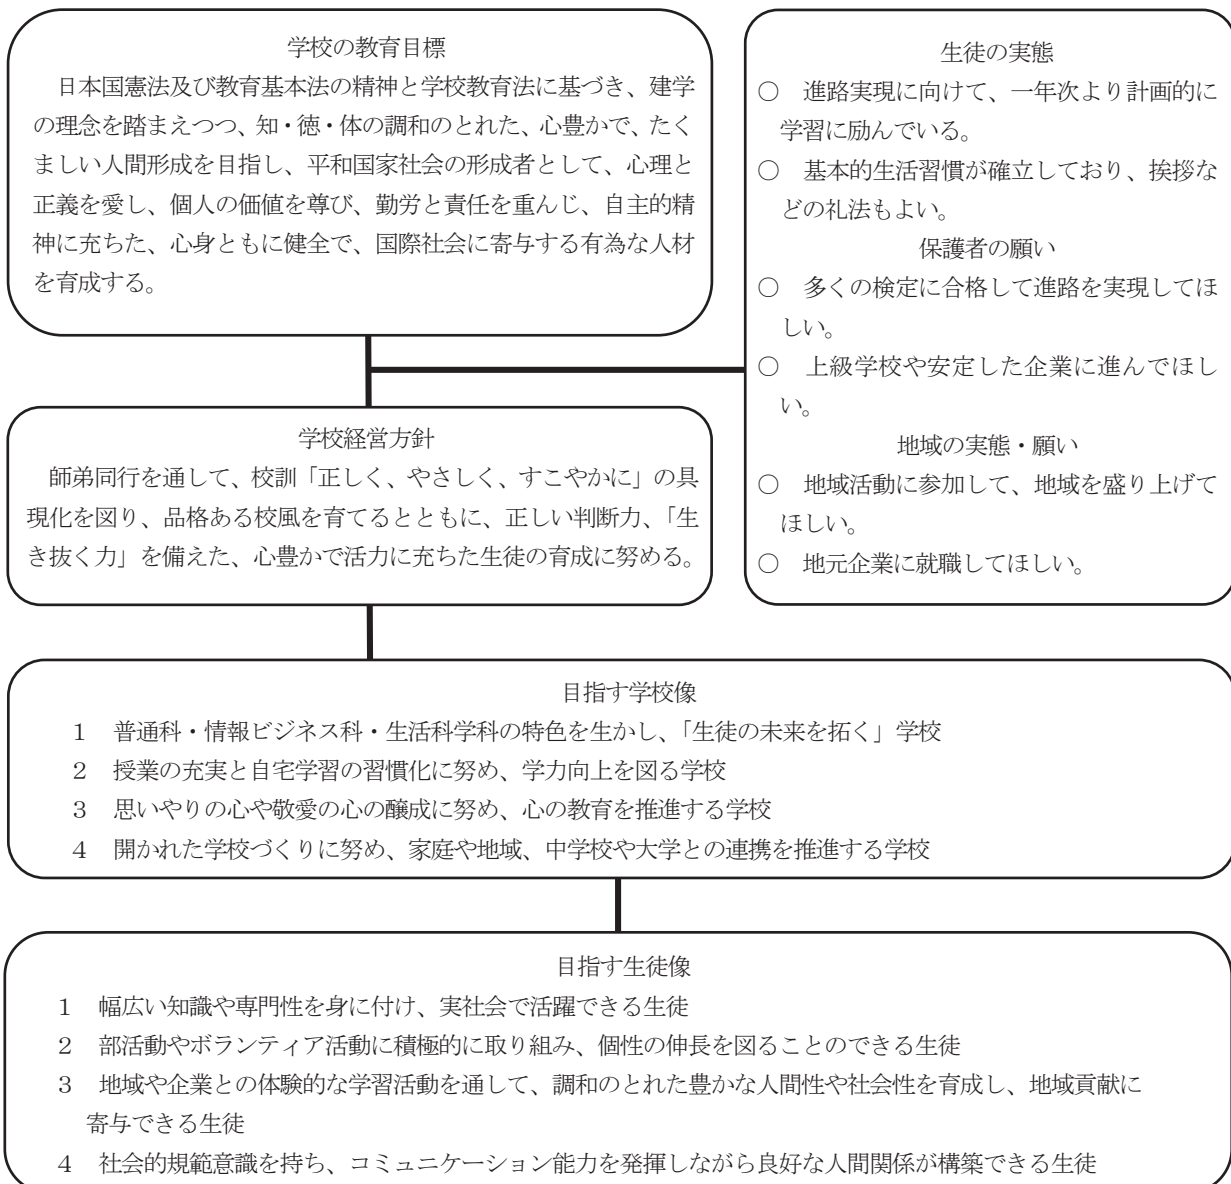 学校の教育目標
日本国憲法及び教育基本法の精神と学校教育法に基づき、建学
の理念を踏まえつつ、知・徳・体の調和のとれた、心豊かで、たく
ましい人間形成を目指し、平和国家社会の形成者として、心理と
正義を愛し、個人の価値を尊び、勤労と責任を重んじ、自主的精
神に充ちた、心身ともに健全で、国際社会に寄与する有為な人材
を育成する。
生徒の実態
○ 進路実現に向けて、一年次より計画的に
学習に励んでいる。
○ 基本的生活習慣が確立しており、挨拶な
どの礼法もよい。
保護者の願い
○ 多くの検定に合格して進路を実現してほ
しい。
○ 上級学校や安定した企業に進んでほし
い。
地域の実態・願い
○ 地域活動に参加して、地域を盛り上げて
ほしい。
○ 地元企業に就職してほしい。
学校経営方針
師弟同行を通して、校訓「正しく、やさしく、すこやかに」の具
現化を図り、品格ある校風を育てるとともに、正しい判断力、「生
き抜く力」を備えた、心豊かで活力に充ちた生徒の育成に努める。
目指す学校像
1 普通科・情報ビジネス科・生活科学科の特色を生かし、「生徒の未来を拓く」学校
2 授業の充実と自宅学習の習慣化に努め、学力向上を図る学校
3 思いやりの心や敬愛の心の醸成に努め、心の教育を推進する学校
4 開かれた学校づくりに努め、家庭や地域、中学校や大学との連携を推進する学校
目指す生徒像
1 幅広い知識や専門性を身に付け、実社会で活躍できる生徒
2 部活動やボランティア活動に積極的に取り組み、個性の伸長を図ることのできる生徒
3 地域や企業との体験的な学習活動を通して、調和のとれた豊かな人間性や社会性を育成し、地域貢献に
寄与できる生徒
4 社会的規範意識を持ち、コミュニケーション能力を発揮しながら良好な人間関係が構築できる生徒